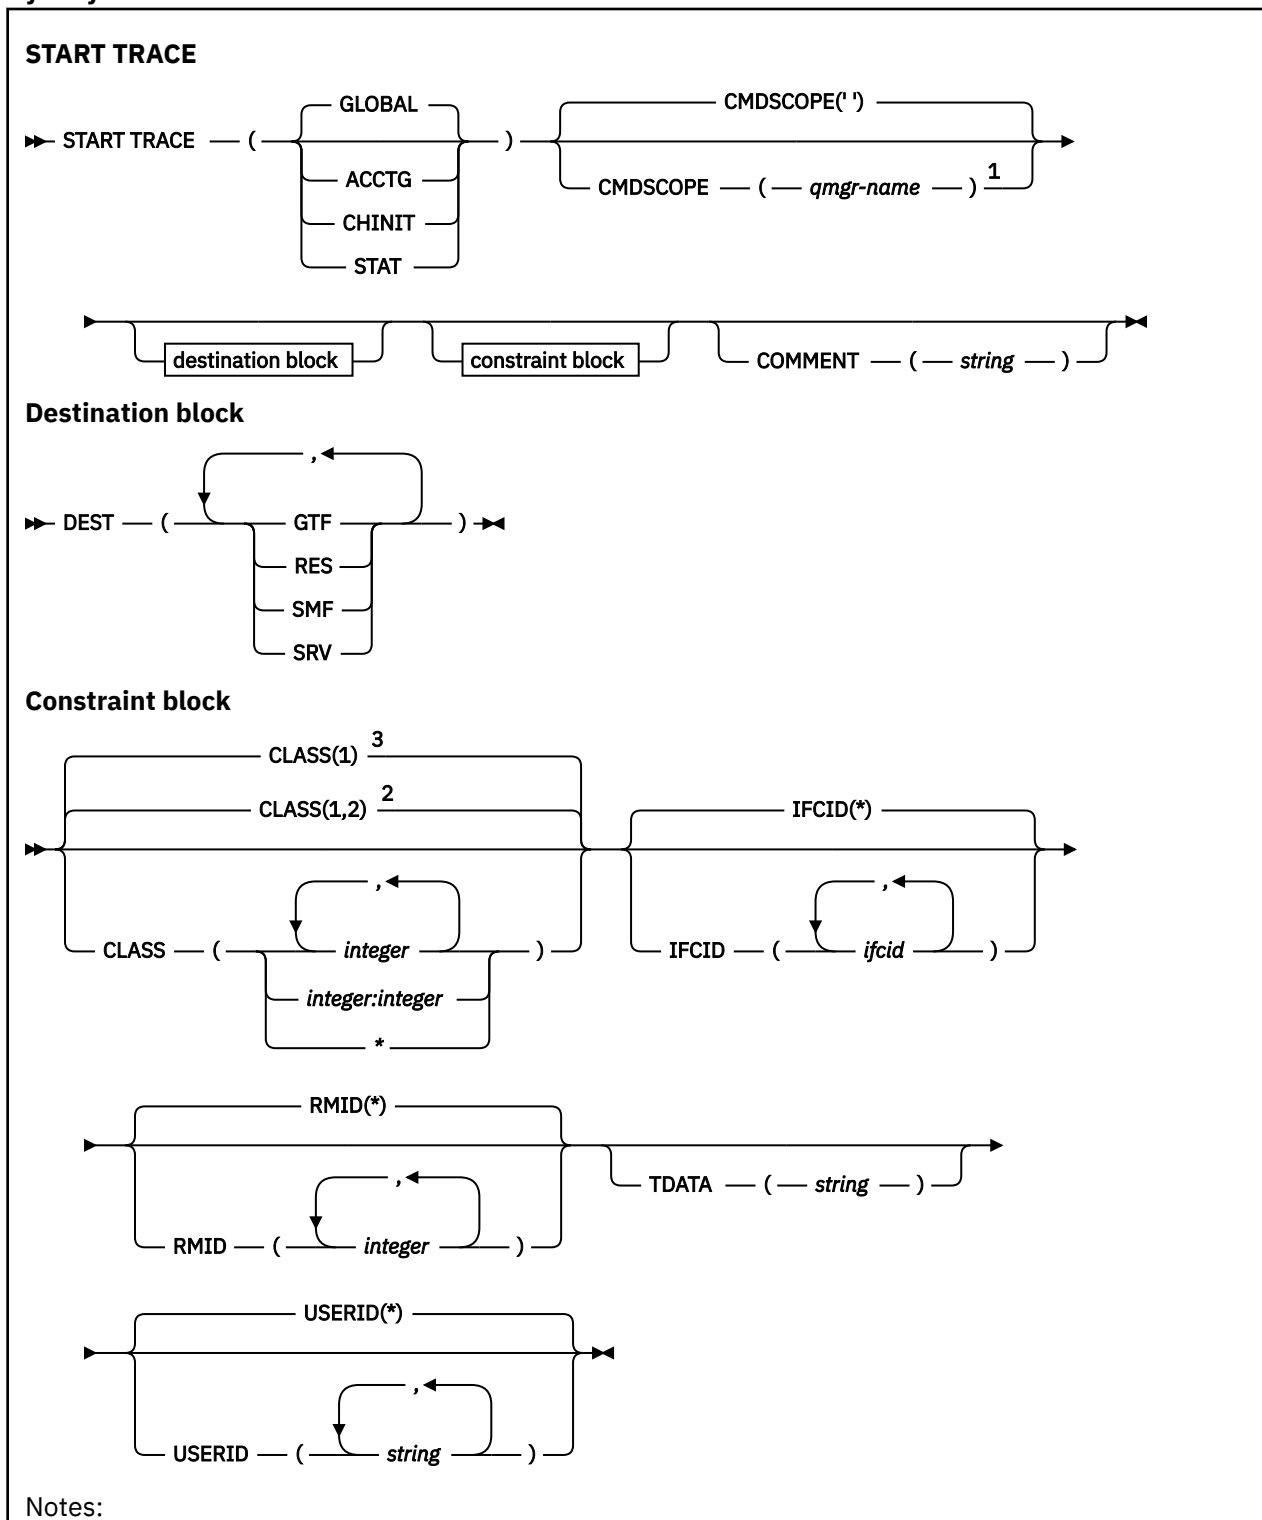 START TRACE
GLOBAL
CMDSCOPE(' ')
START TRACE ( )
ACCTG
CMDSCOPE ( qmgr-name ) 1
CHINIT
STAT
destination block
constraint block
COMMENT ( string )
Destination block
,
DEST ( GTF )
RES
SMF
SRV
Constraint block
CLASS(1) 3
CLASS(1,2) 2
IFCID(*)
, ,
CLASS ( integer ) IFCID ( ifcid )
integer:integer
*
RMID(*)
TDATA ( string )
,
RMID ( integer )
USERID(*)
,
USERID ( string )
Notes: